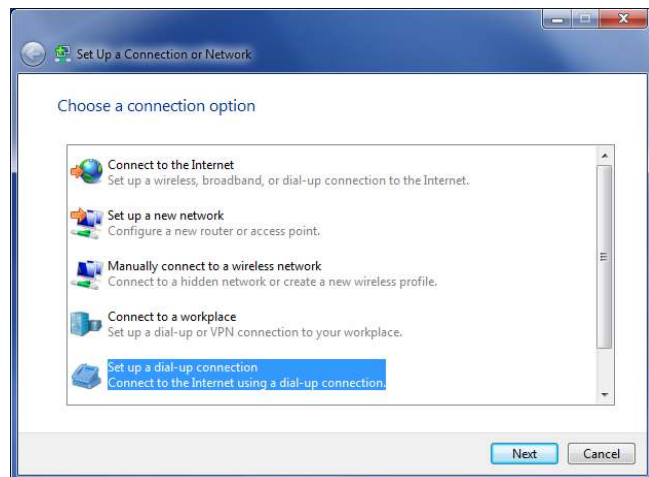 Set Up a Connection or Network
Choose a connection option
Connect to the Internet
Set up a wireless, broadband, or dial-up connection to the Internet.
Set up a new network
Configure a new router or access point.
Manually connect to a wireless network
Connect to a hidden network or create a new wireless profile.
Connect to a workplace
Set up a dial-up or VPN connection to your workplace.
Set up a dial-up connection
Connect to the Internet using a dial-up connection.
Next Cancel